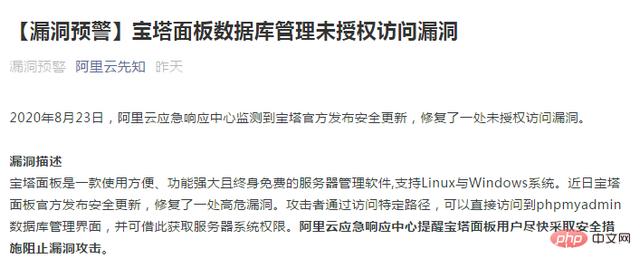 【漏洞预警】宝塔面板数据库管理未授权访问漏洞
漏洞预警 阿里云先知 昨天
2020年8月23日，阿里云应急响应中心监测到宝塔官方发布安全更新，修复了一处未授权访问漏洞。
漏洞描述
宝塔面板是一款使用方便、功能强大且终身免费的服务器管理软件,支持Linux与Windows系统。近日宝塔
面板官方发布安全更新，修复了一处高危漏洞。攻击者通过访问特定路径，可以直接访问到phpmyadmin
数据库管理界面，并可借此获取服务器系统权限。阿里云应急响应中心提醒宝塔面板用户尽快采取安全措
施阻止漏洞攻击。
php 中文网